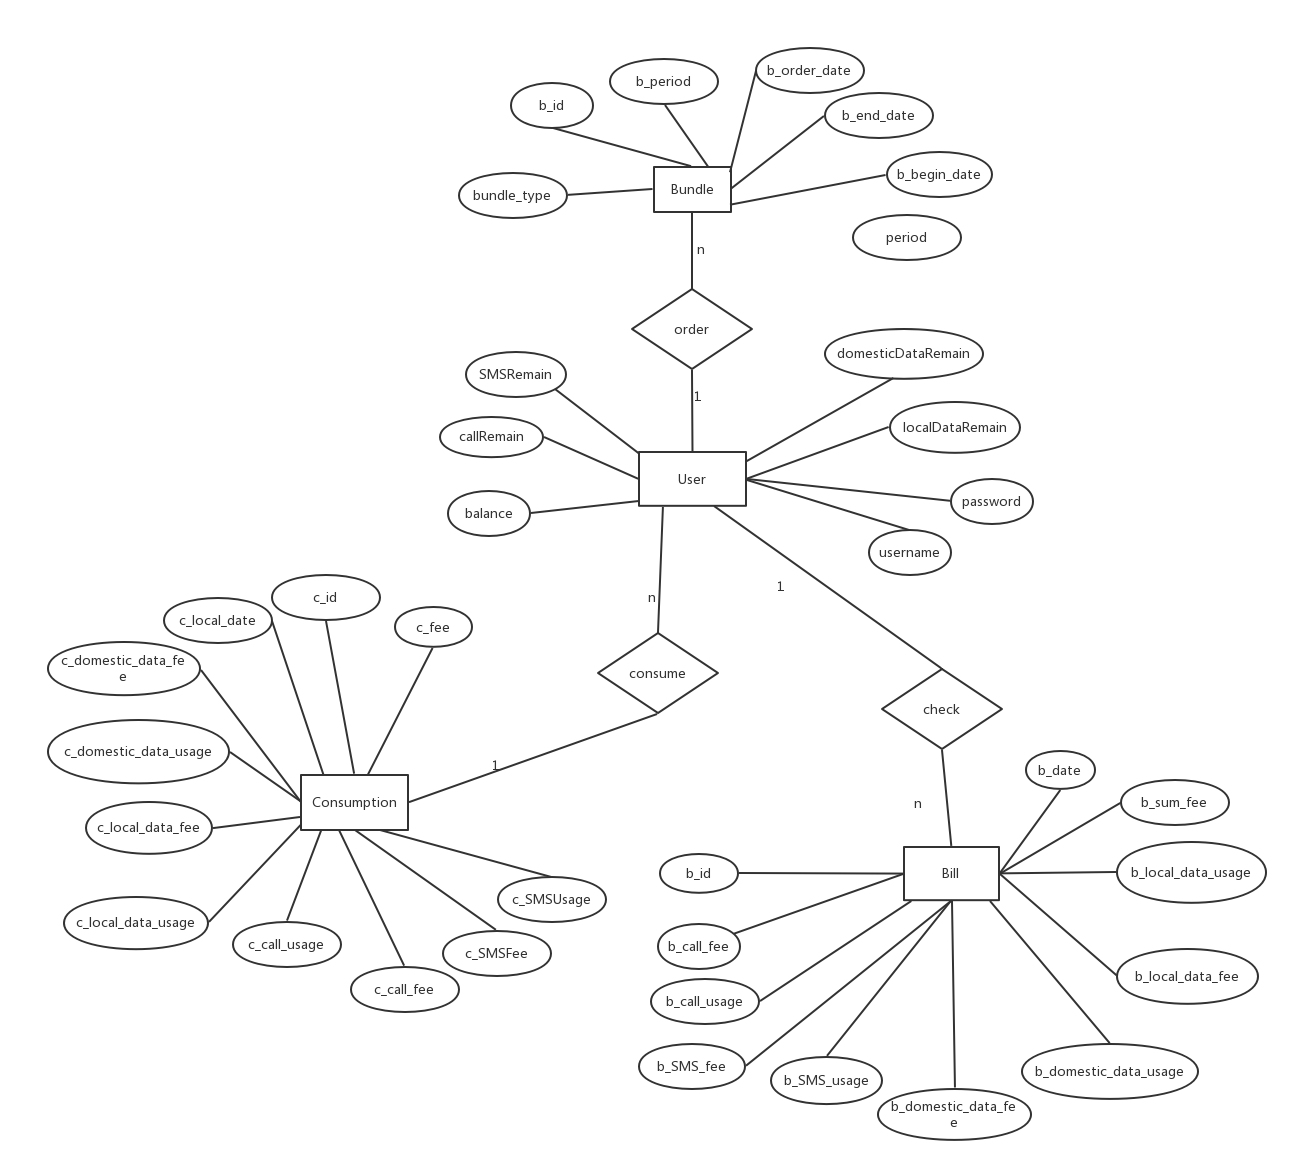 b_order_date
b_period
b_id
b_end_date
b_begin_date
Bundle
bundle_type
period
n
order
domesticDataRemain
SMSRemain
1
localDataRemain
callRemain
User
password
balance
username
1
n
c_id
c_local_date
c_fee
c_domestic_data_fe
e
consume
check
c_domestic_data_usage
1
b_date
Consumption
n
b_sum_fee
c_local_data_fee
b_id
Bill
b_local_data_usage
c_SMSUsage
c_local_data_usage
c_call_usage
b_call_fee
c_SMSFee
b_local_data_fee
c_call_fee
b_call_usage
b_SMS_fee
b_domestic_data_usage
b_SMS_usage
b_domestic_data_fe
e